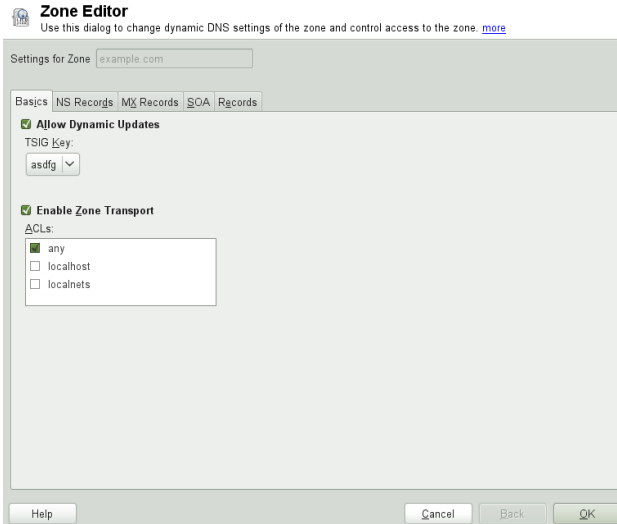 Zone Editor
Use this dialog to change dynamic DNS settings of the zone and control access to the zone. more
Settings for Zone example.com
Basics NS Records MX Records SOA Records
Allow Dynamic Updates
TSIG Key:
asdfg
Enable Zone Transport
ACLs:
any
localhost
localnets
Help Cancel Back OK